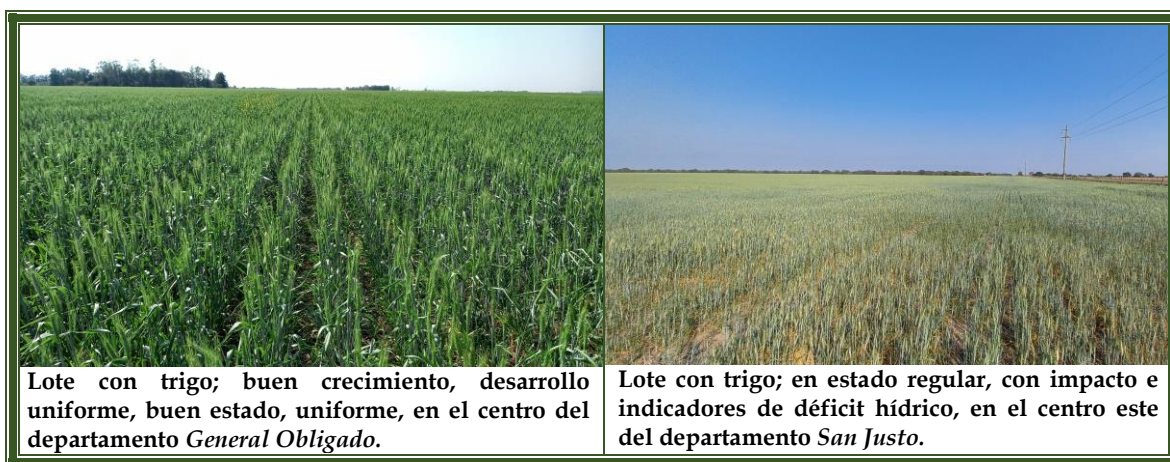 Lote con trigo; buen crecimiento, desarrollo
uniforme, buen estado, uniforme, en el centro del
departamento General Obligado.
Lote con trigo; en estado regular, con impacto e
indicadores de déficit hídrico, en el centro este
del departamento San Justo.